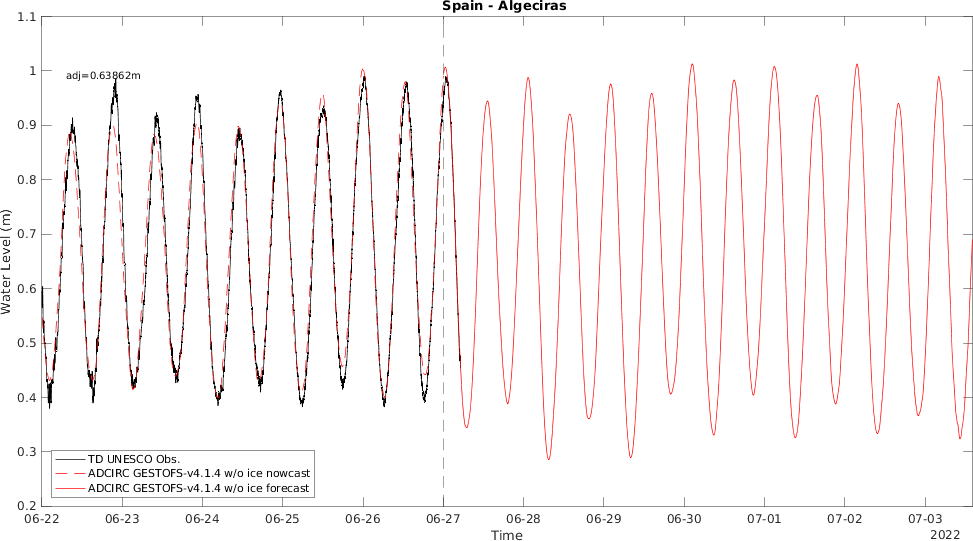 Spain - Algeciras
1.1
1
0.9
0.8
0.7
0.6
0.5
0.4
0.3
0.2
Water Level (m)
adj=0.63862m
TD UNESCO Obs.
ADCIRC GESTOFS-v4.1.4 w/o ice nowcast
ADCIRC GESTOFS-v4.1.4 w/o ice forecast
06-22 06-23 06-24 06-25 06-26 06-27 06-28 06-29 06-30 07-01 07-02 07-03
Time
2022